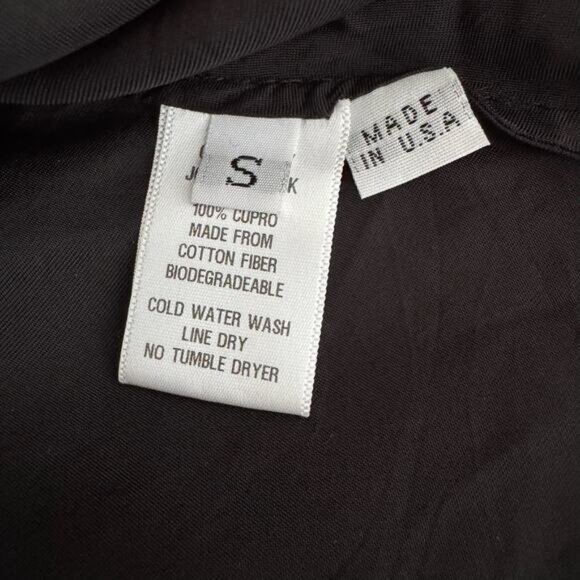 S
100% CUPRO
MADE FROM
COTTON FIBER
BIODEGRADEABLE
COLD WATER WASH
LINE DRY
NO TUMBLE DRYER
MADE
IN U.S.A